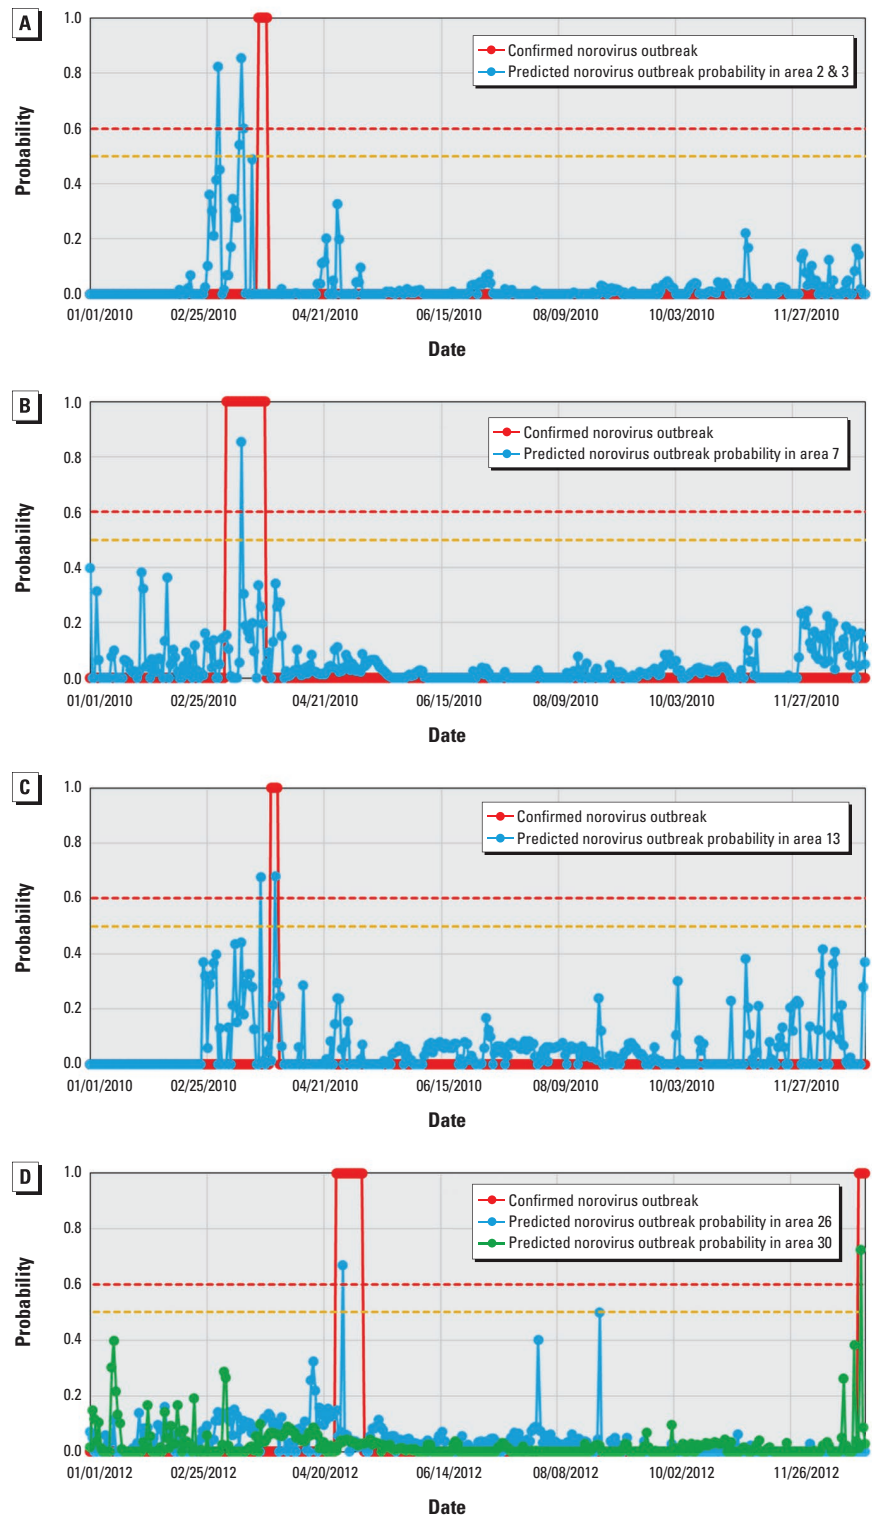 A
Probability
1.0
0.8
0.6
0.4
0.2
0.0
Confirmed norovirus outbreak
Predicted norovirus outbreak probability in area 2 & 3
01/01/2010 02/25/2010 04/21/2010 06/15/2010 08/09/2010 10/03/2010 11/27/2010
Date
B
Probability
1.0
0.8
0.6
0.4
0.2
0.0
Confirmed norovirus outbreak
Predicted norovirus outbreak probability in area 7
01/01/2010 02/25/2010 04/21/2010 06/15/2010 08/09/2010 10/03/2010 11/27/2010
Date
C
Probability
1.0
0.8
0.6
0.4
0.2
0.0
Confirmed norovirus outbreak
Predicted norovirus outbreak probability in area 13
01/01/2010 02/25/2010 04/21/2010 06/15/2010 08/09/2010 10/03/2010 11/27/2010
Date
D
Probability
1.0
0.8
0.6
0.4
0.2
0.0
Confirmed norovirus outbreak
Predicted norovirus outbreak probability in area 26
Predicted norovirus outbreak probability in area 30
01/01/2012 02/25/2012 04/20/2012 06/14/2012 08/08/2012 10/02/2012 11/26/2012
Date